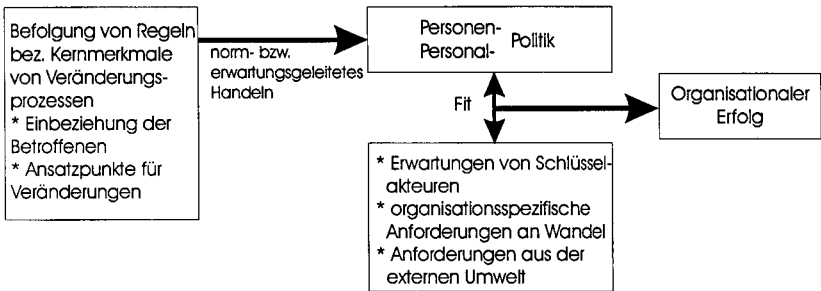 Befolgung von Regeln
bez. Kernmerkmale
von Veränderungs-
prozessen
* Einbeziehung der
Betroffenen
* Ansatzpunkte für
Veränderungen
norm- bzw.
erwartungsgeleitetes
Handeln
Personen-
Personal-
Politik
Fit
Organisationaler
Erfolg
* Erwartungen von Schlüssel-
akteuren
* organisationsspezifische
Anforderungen an Wandel
* Anforderungen aus der
externen Umwelt